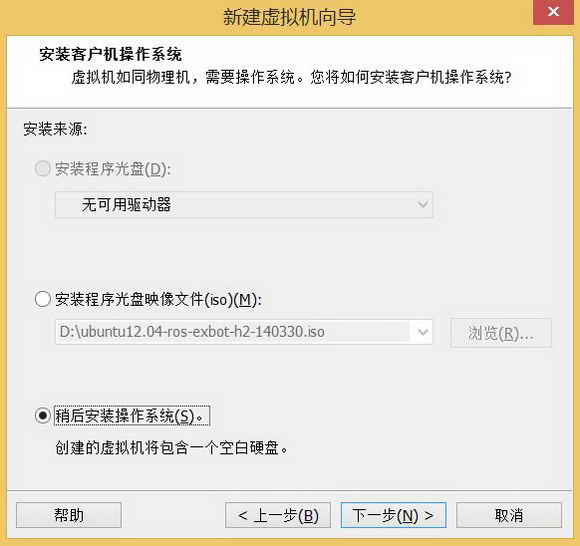 新建虚拟机向导
安装客户机操作系统
虚拟机如同物理机，需要操作系统。您将如何安装客户机操作系统?
安装来源:
安装程序光盘(D):
无可用驱动器
安装程序光盘映像文件(iso)(M):
D:\ubuntu12.04-ros-exbot-h2-140330.iso
浏览(R)...
稍后安装操作系统(S)。
创建的虚拟机将包含一个空白硬盘。
帮助
< 上一步(B)
下一步(N) >
取消